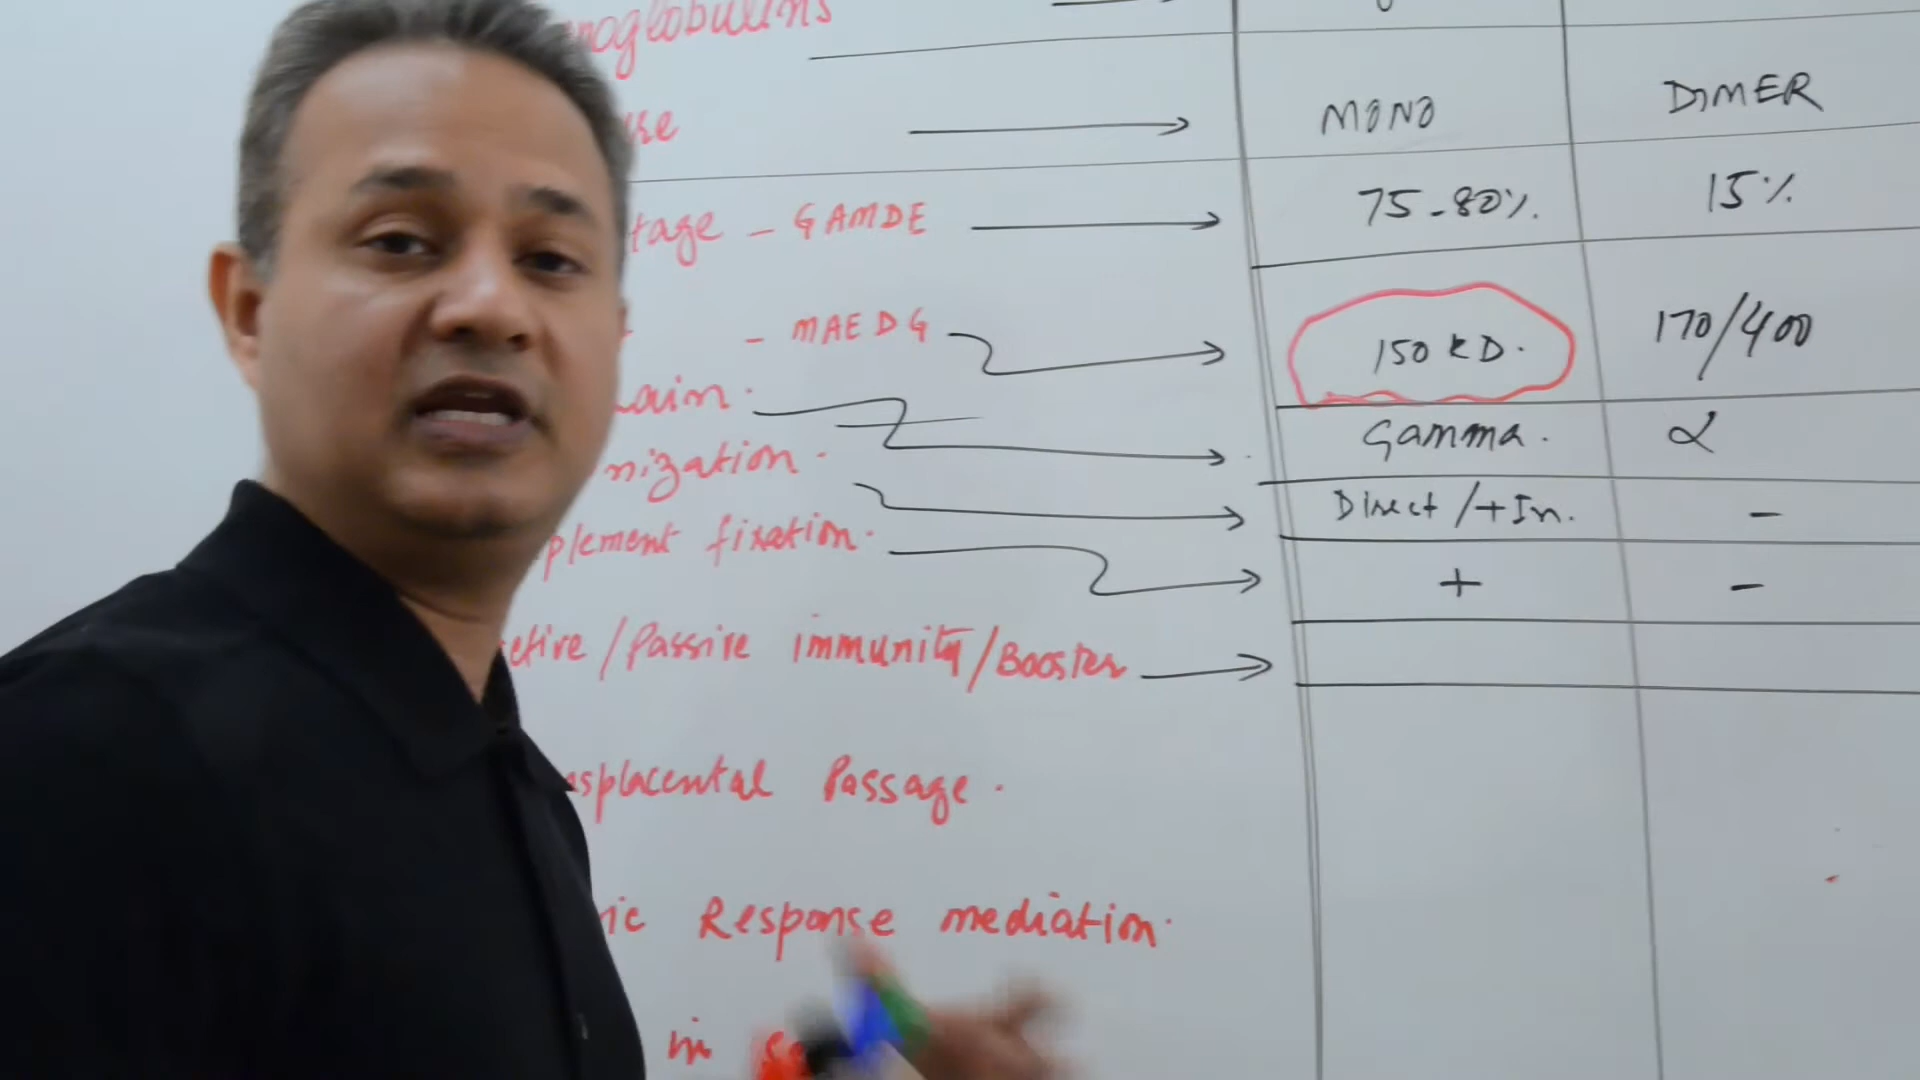 noglobulins
MONO DIMER
tage - GAMDE 75-80%. 15%
- MAEDG 150 KD. 170/400
Gamma. α
nization. Direct/+In. -
plement fixation. + -
ctive/Passive immunity/Booster
splacental Passage.
ic Response mediation.
in